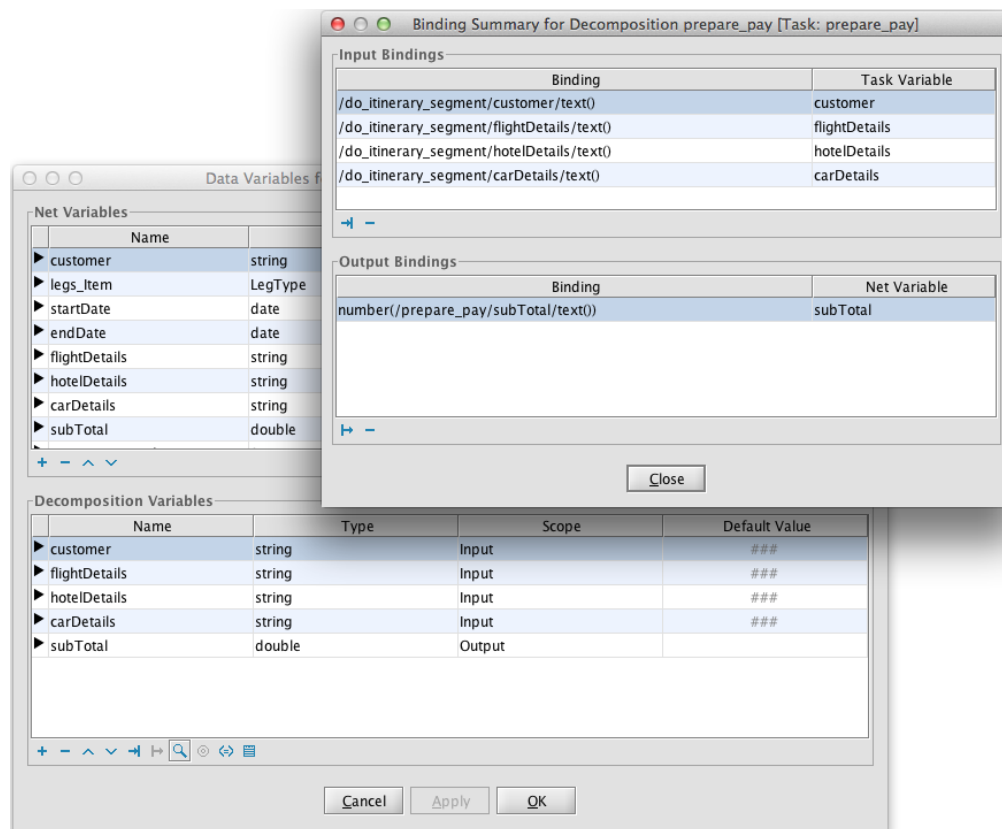 Binding Summary for Decomposition prepare_pay [Task: prepare_pay]
Input Bindings
Binding Task Variable
/do_itinerary_segment/customer/text() customer
/do_itinerary_segment/flightDetails/text() flightDetails
/do_itinerary_segment/hotelDetails/text() hotelDetails
/do_itinerary_segment/carDetails/text() carDetails
Output Bindings
Binding Net Variable
number(/prepare_pay/subTotal/text()) subTotal
Close
Data Variables
Net Variables
Name
customer string
legs_Item LegType
startDate date
endDate date
flightDetails string
hotelDetails string
carDetails string
subTotal double
Decomposition Variables
Name Type Scope Default Value
customer string Input ###
flightDetails string Input ###
hotelDetails string Input ###
carDetails string Input ###
subTotal double Output
Cancel Apply OK